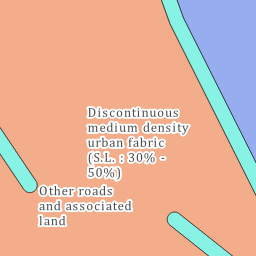 Discontinuous
medium density
urban fabric
(S.L. : 30% -
50%)
Other roads
and associated
land